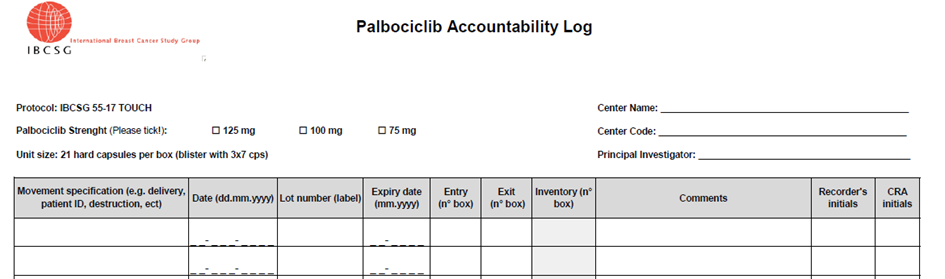 Palbociclib Accountability Log
International Breast Cancer Study Group
IBCSG
Protocol: IBCSG 55-17 TOUCH
Center Name:
Palbociclib Strenght (Please tick!): ☐ 125 mg ☐ 100 mg ☐ 75 mg
Center Code:
Unit size: 21 hard capsules per box (blister with 3x7 cps)
Principal Investigator:
Movement specification (e.g. delivery,
patient ID, destruction, ect)
Date (dd.mm.yyyy)
Lot number (label)
Expiry date
(mm.yyyy)
Entry
(n° box)
Exit
(n° box)
Inventory (n°
box)
Comments
Recorder's
initials
CRA
initials
_ _-_ _ _-_ _ _ _ _ _-_ _ _ _
_ _-_ _ _-_ _ _ _ _ _-_ _ _ _